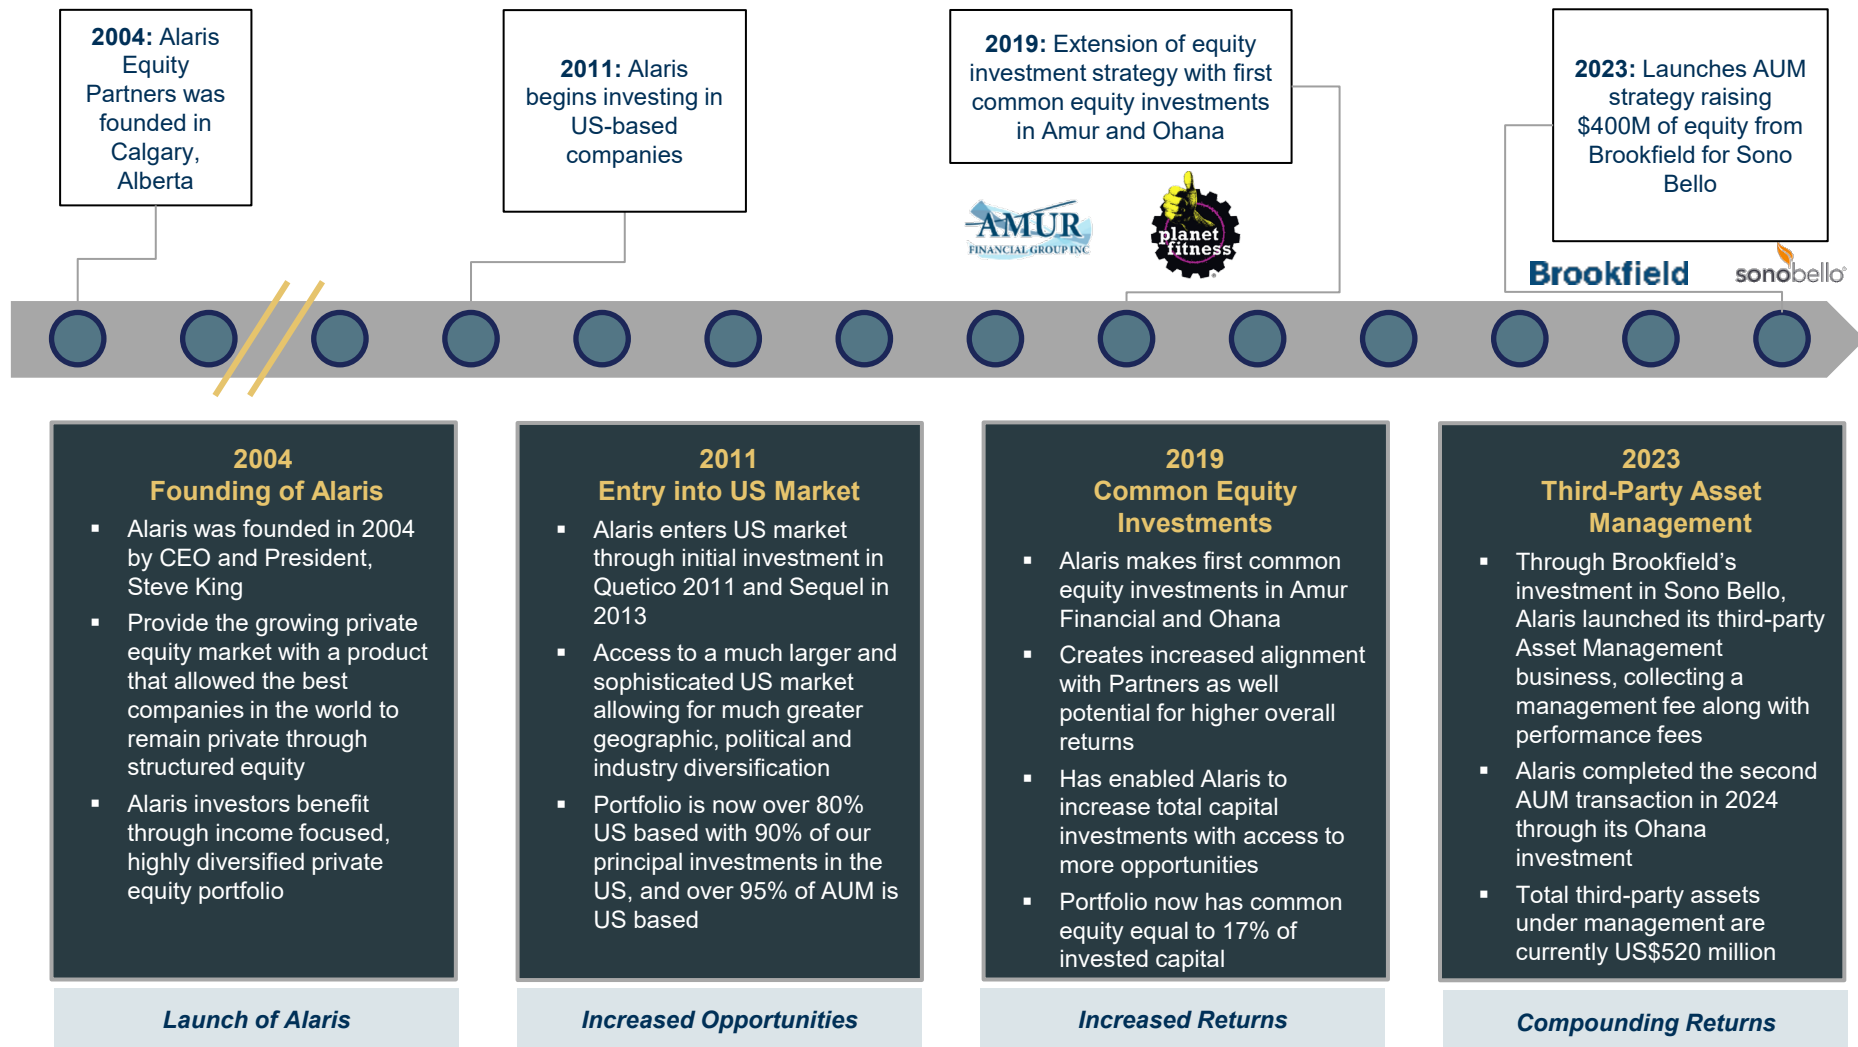 2004: Alaris
Equity
Partners was
founded in
Calgary,
Alberta
2011: Alaris
begins investing in
US-based
companies
2019: Extension of equity
investment strategy with first
common equity investments
in Amur and Ohana
2023: Launches AUM
strategy raising
$400M of equity from
Brookfield for Sono
Bello
AMUR
FINANCIAL GROUP INC
planet
fitness
Brookfield
sonobello
2004
Founding of Alaris
▪ Alaris was founded in 2004
by CEO and President,
Steve King
▪ Provide the growing private
equity market with a product
that allowed the best
companies in the world to
remain private through
structured equity
▪ Alaris investors benefit
through income focused,
highly diversified private
equity portfolio
Launch of Alaris
2011
Entry into US Market
▪ Alaris enters US market
through initial investment in
Quetico 2011 and Sequel in
2013
▪ Access to a much larger and
sophisticated US market
allowing for much greater
geographic, political and
industry diversification
▪ Portfolio is now over 80%
US based with 90% of our
principal investments in the
US, and over 95% of AUM is
US based
Increased Opportunities
2019
Common Equity
Investments
▪ Alaris makes first common
equity investments in Amur
Financial and Ohana
▪ Creates increased alignment
with Partners as well
potential for higher overall
returns
▪ Has enabled Alaris to
increase total capital
investments with access to
more opportunities
▪ Portfolio now has common
equity equal to 17% of
invested capital
Increased Returns
2023
Third-Party Asset
Management
▪ Through Brookfield’s
investment in Sono Bello,
Alaris launched its third-party
Asset Management
business, collecting a
management fee along with
performance fees
▪ Alaris completed the second
AUM transaction in 2024
through its Ohana
investment
▪ Total third-party assets
under management are
currently US$520 million
Compounding Returns